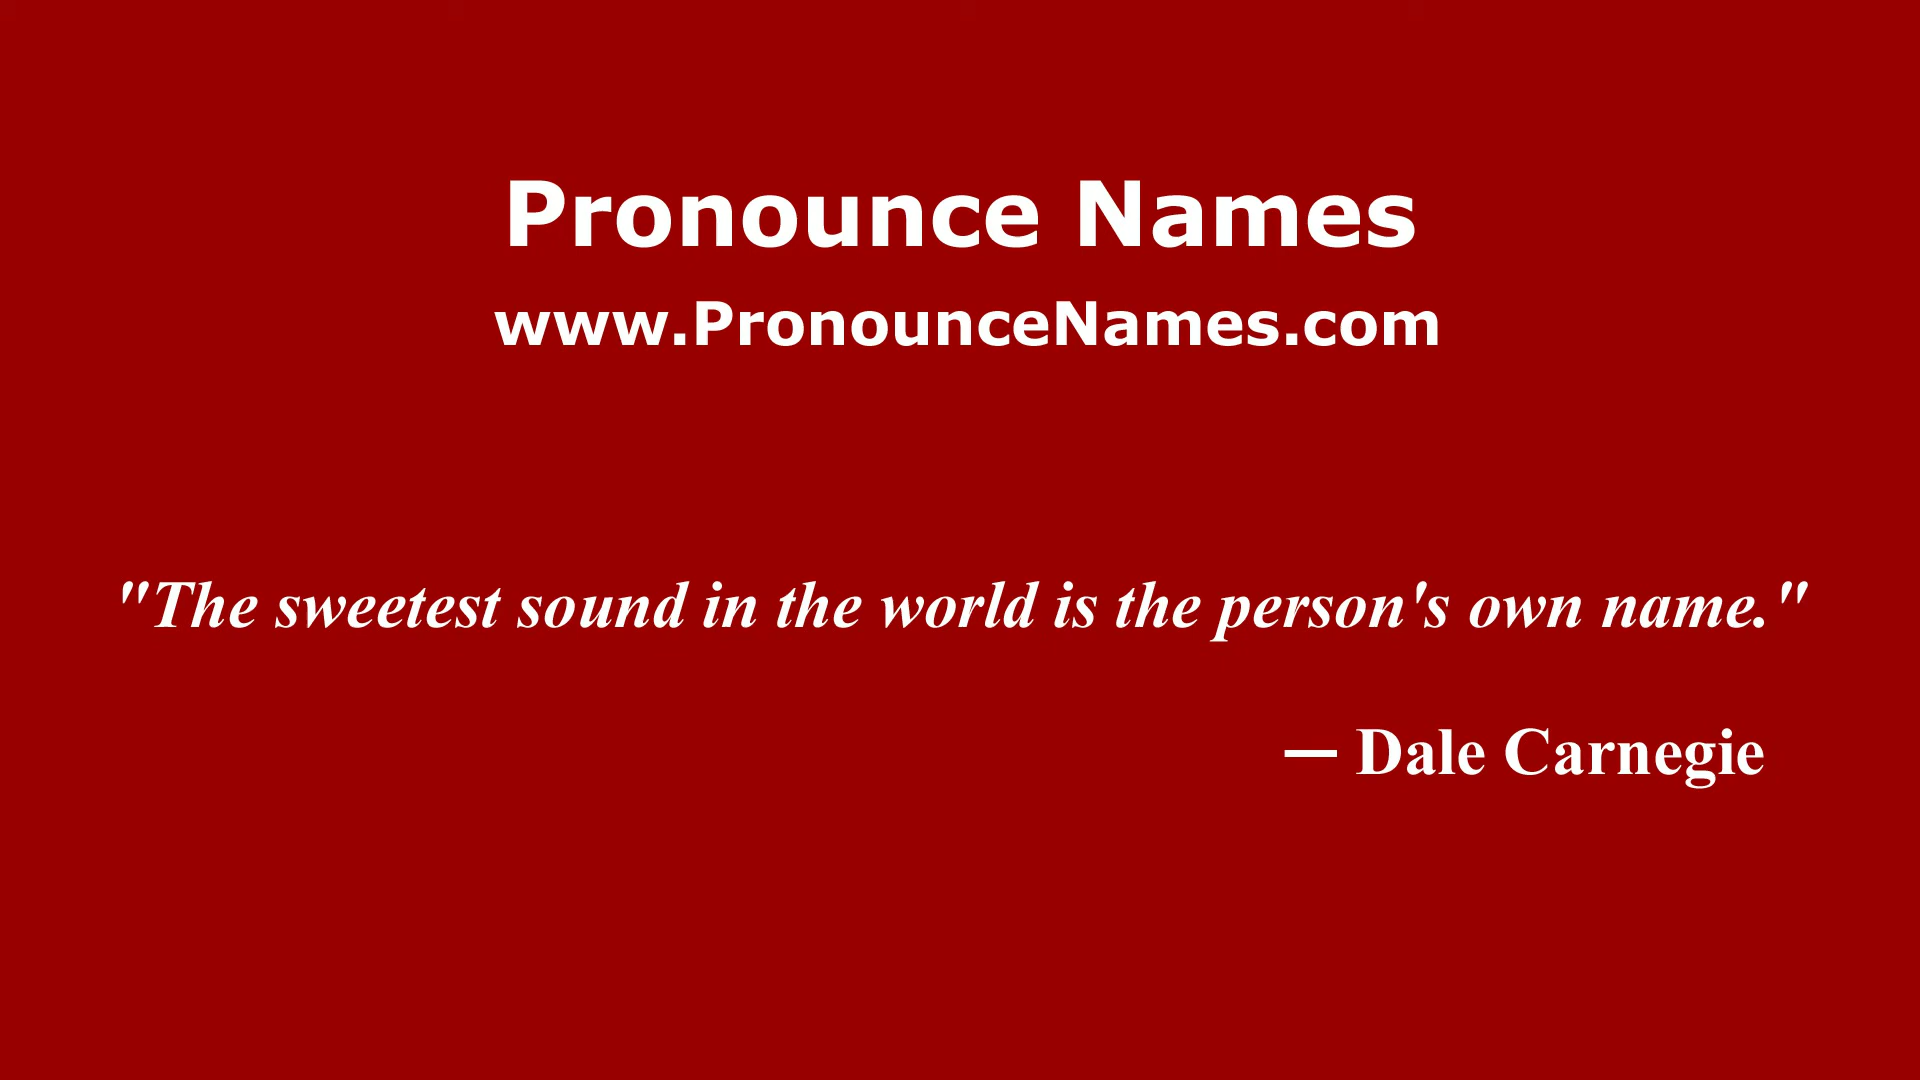 Pronounce Names
www.PronounceNames.com
"The sweetest sound in the world is the person's own name."
— Dale Carnegie